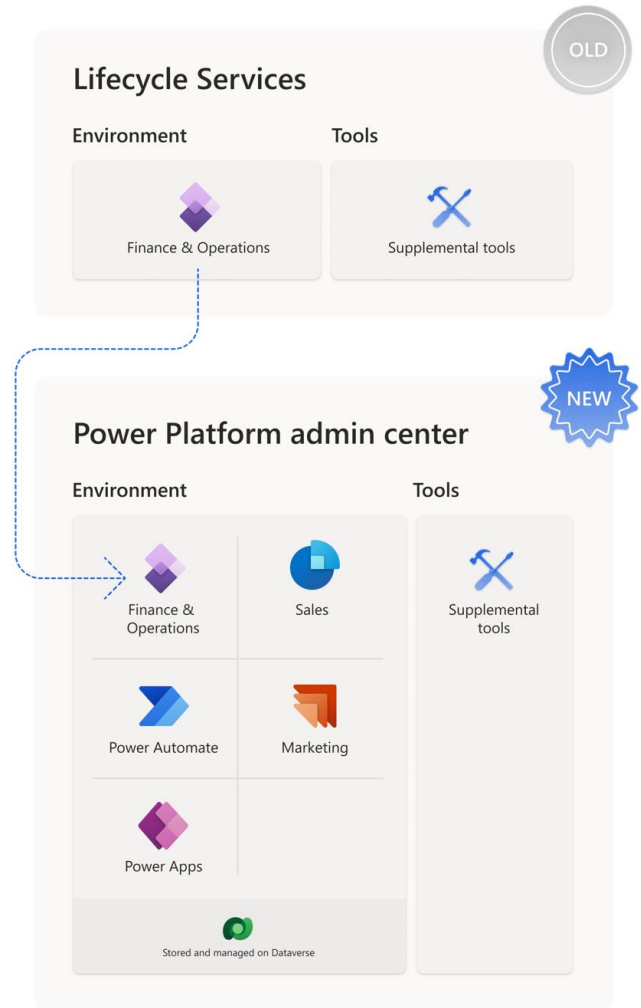 OLD
Lifecycle Services
Environment
Tools
Finance & Operations
Supplemental tools
NEW
Power Platform admin center
Environment
Tools
Finance &
Operations
Sales
Supplemental
tools
Power Automate
Marketing
Power Apps
Stored and managed on Dataverse